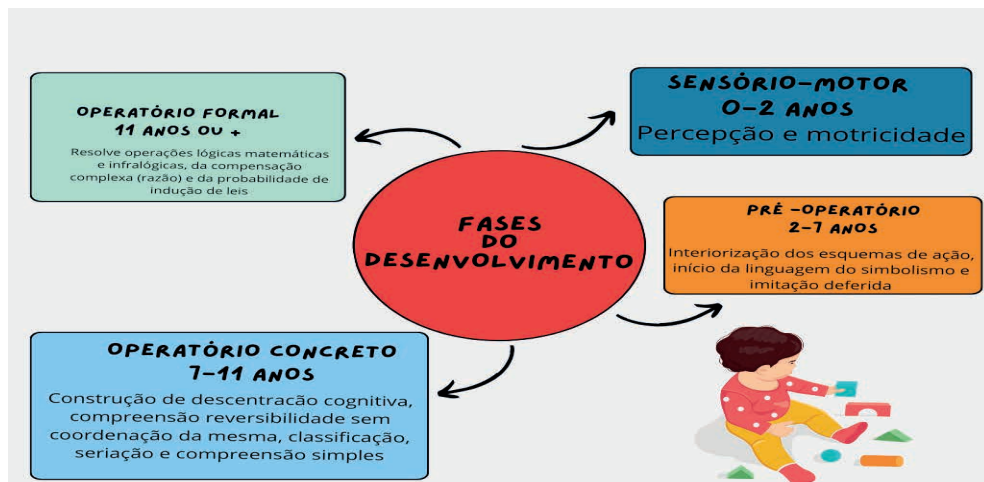 FASES
DO
DESENVOLVIMENTO
SENSÓRIO-MOTOR
0-2 ANOS
Percepção e motricidade
PRÉ -OPERATÓRIO
2-7 ANOS
Interiorização dos esquemas de ação,
início da linguagem do simbolismo e
imitação deferida
OPERATÓRIO CONCRETO
7-11 ANOS
Construção de descentracão cognitiva,
compreensão reversibilidade sem
coordenação da mesma, classificação,
seriação e compreensão simples
OPERATÓRIO FORMAL
11 ANOS OU +
Resolve operações lógicas matemáticas
e infralógicas, da compensação
complexa (razão) e da probabilidade de
indução de leis